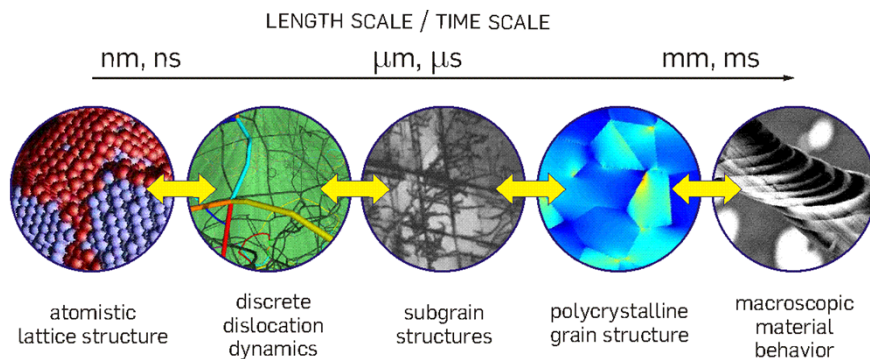 LENGTH SCALE / TIME SCALE
nm, ns
μm, μs
mm, ms
atomistic
lattice structure
discrete
dislocation
dynamics
subgrain
structures
polycrystalline
grain structure
macroscopic
material
behavior